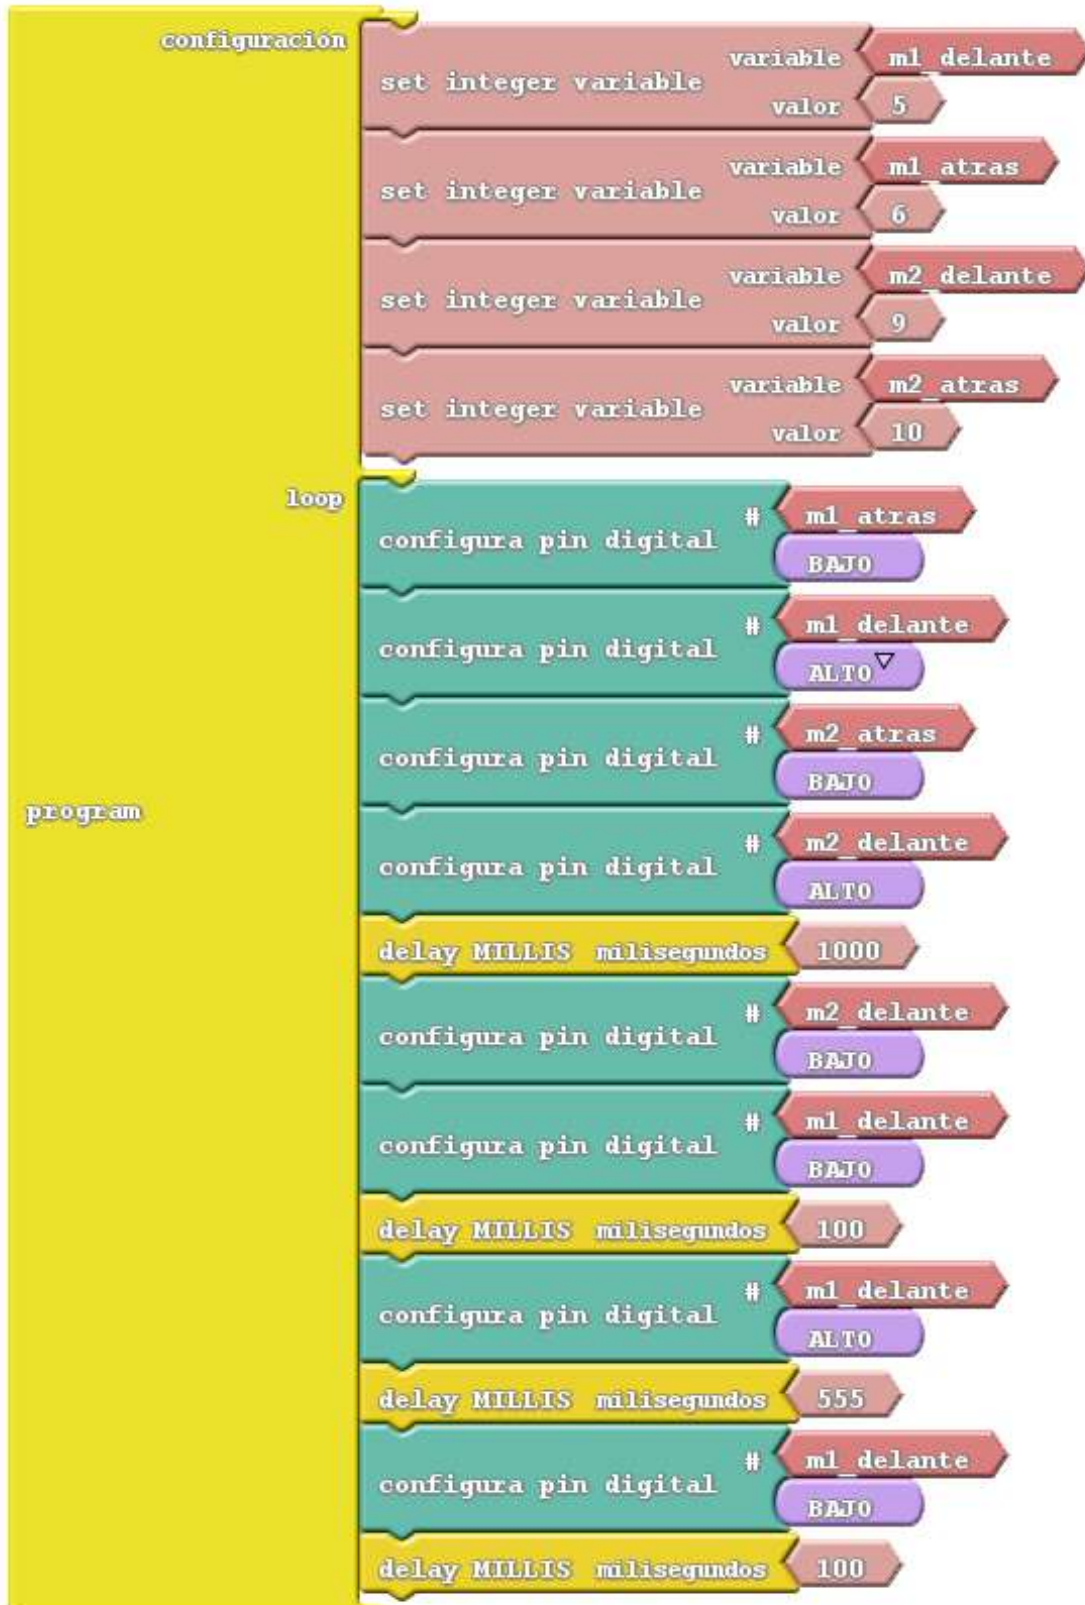 configuración
set integer variable variable m1_delante
valor 5
set integer variable variable m1_atras
valor 6
set integer variable variable m2_delante
valor 9
set integer variable variable m2_atras
valor 10
loop
configura pin digital # m1_atras
BAJO
configura pin digital # m1_delante
ALTO
configura pin digital # m2_atras
BAJO
program
configura pin digital # m2_delante
ALTO
delay MILLIS milisegundos 1000
configura pin digital # m2_delante
BAJO
configura pin digital # m1_delante
BAJO
delay MILLIS milisegundos 100
configura pin digital # m1_delante
ALTO
delay MILLIS milisegundos 555
configura pin digital # m1_delante
BAJO
delay MILLIS milisegundos 100